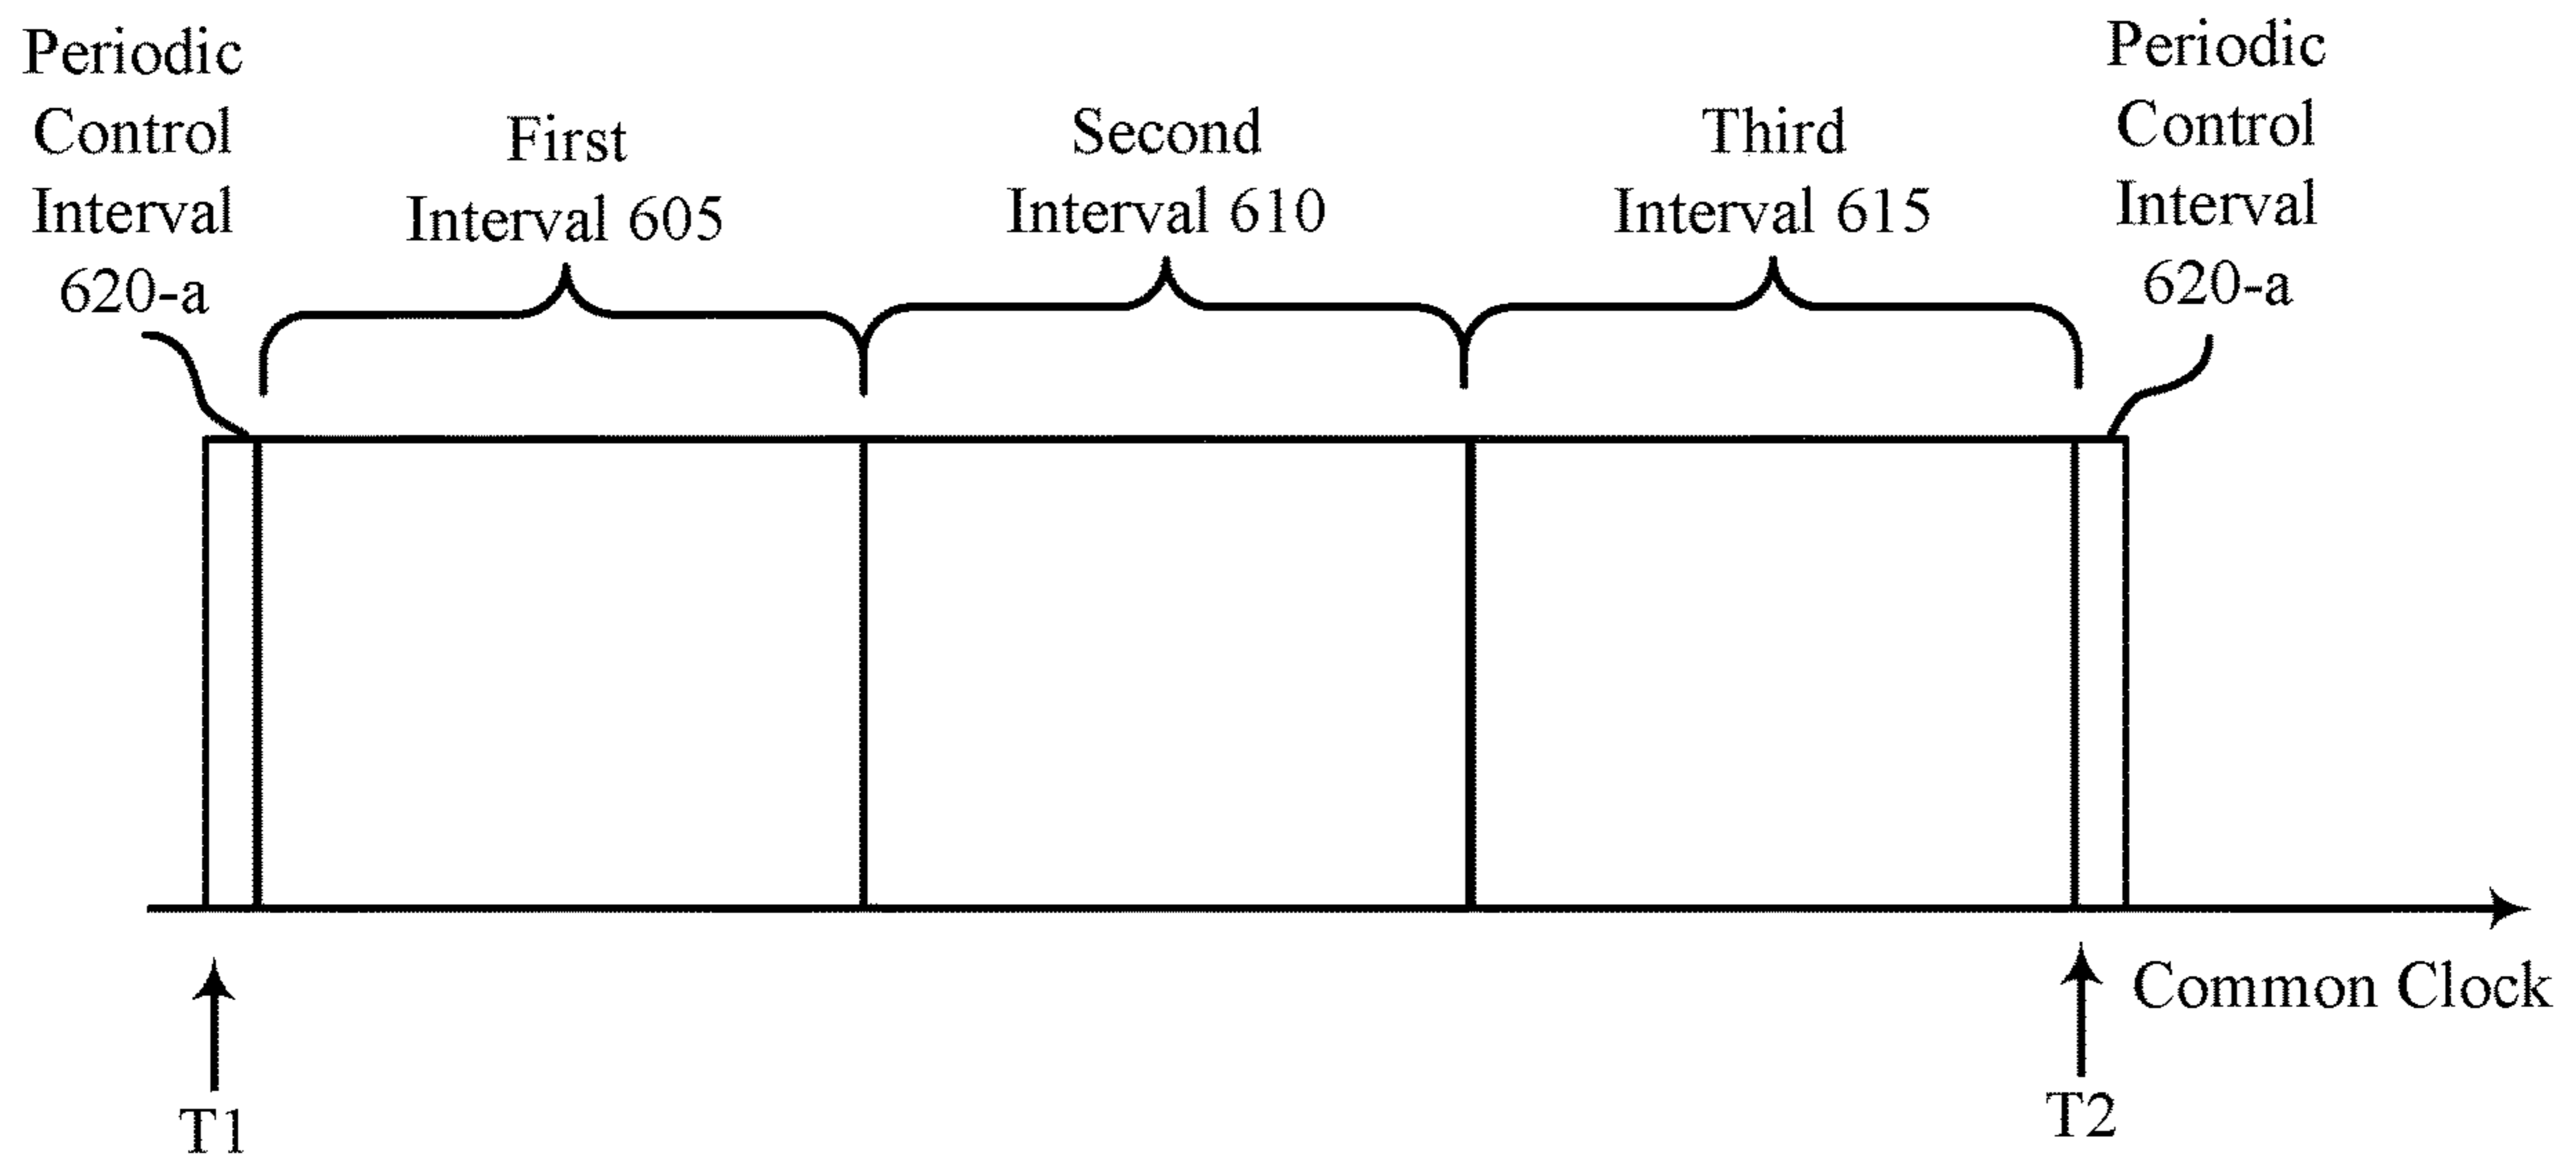 Periodic
Control
Interval
620-a
First
Interval 605
Second
Interval 610
Third
Interval 615
Periodic
Control
Interval
620-a
Common Clock
T1
T2